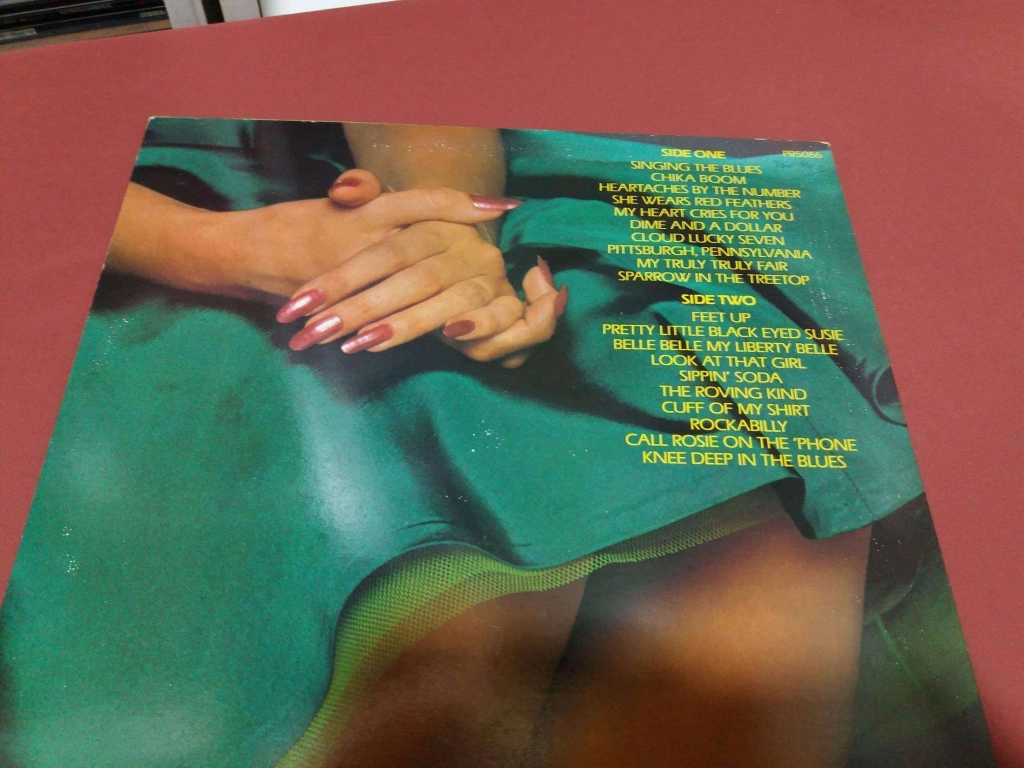 SIDE ONE PR5065
SINGING THE BLUES
CHIKA BOOM
HEARTACHES BY THE NUMBER
SHE WEARS RED FEATHERS
MY HEART CRIES FOR YOU
DIME AND A DOLLAR
CLOUD LUCKY SEVEN
PITTSBURGH, PENNSYLVANIA
MY TRULY TRULY FAIR
SPARROW IN THE TREETOP
SIDE TWO
FEET UP
PRETTY LITTLE BLACK EYED SUSIE
BELLE BELLE MY LIBERTY BELLE
LOOK AT THAT GIRL
SIPPIN' SODA
THE ROVING KIND
CUFF OF MY SHIRT
ROCKABILLY
CALL ROSIE ON THE 'PHONE
KNEE DEEP IN THE BLUES